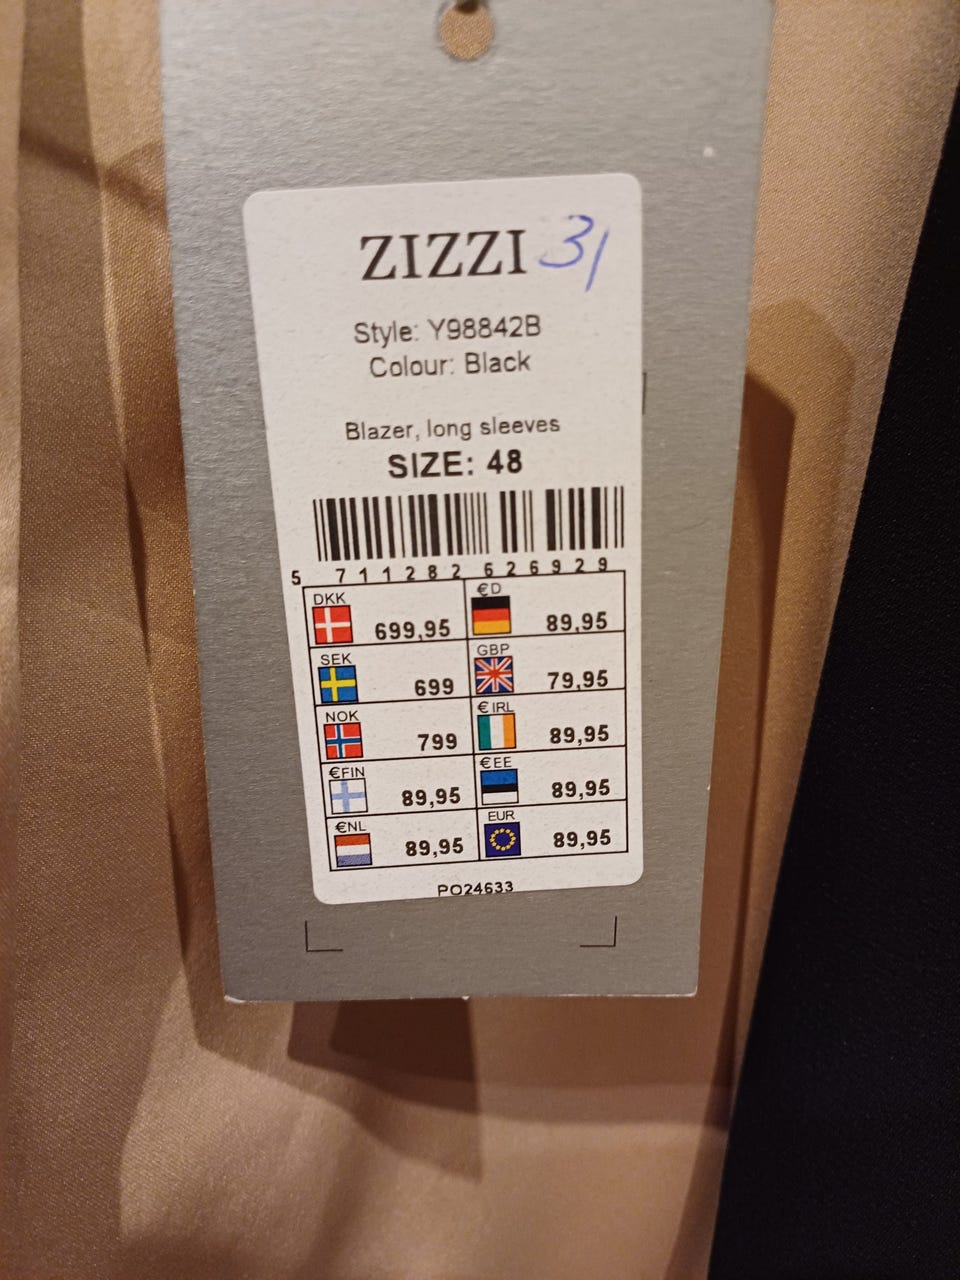 ZIZZI 31
Style: Y98842B
Colour: Black
Blazer, long sleeves
SIZE: 48
5 711282 626929
DKK 699,95 €D 89,95
SEK 699 GBP 79,95
NOK 799 € IRL 89,95
€FIN 89,95 €EE 89,95
€NL 89,95 EUR 89,95
PO24633